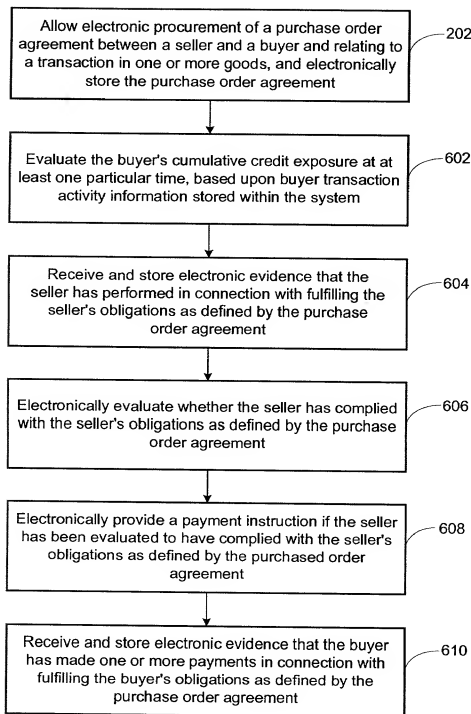 Allow electronic procurement of a purchase order
agreement between a seller and a buyer and relating to
a transaction in one or more goods, and electronically
store the purchase order agreement
202
Evaluate the buyer's cumulative credit exposure at at
least one particular time, based upon buyer transaction
activity information stored within the system
602
Receive and store electronic evidence that the
seller has performed in connection with fulfilling the
seller's obligations as defined by the purchase
order agreement
604
Electronically evaluate whether the seller has complied
with the seller's obligations as defined by the purchase
order agreement
606
Electronically provide a payment instruction if the seller
has been evaluated to have complied with the seller's
obligations as defined by the purchased order
agreement
608
Receive and store electronic evidence that the buyer
has made one or more payments in connection with
fulfilling the buyer's obligations as defined by the
purchase order agreement
610